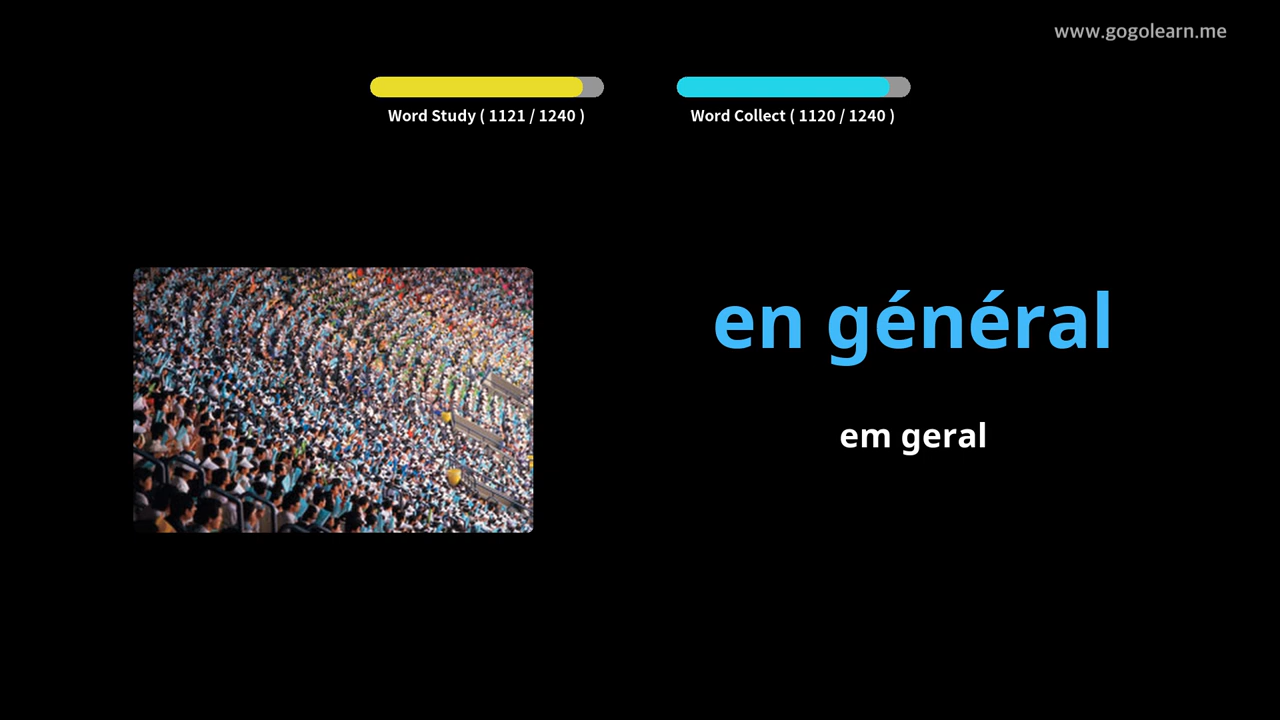 www.gogolearn.me
Word Study ( 1121 / 1240 )
Word Collect ( 1120 / 1240 )
en général
em geral